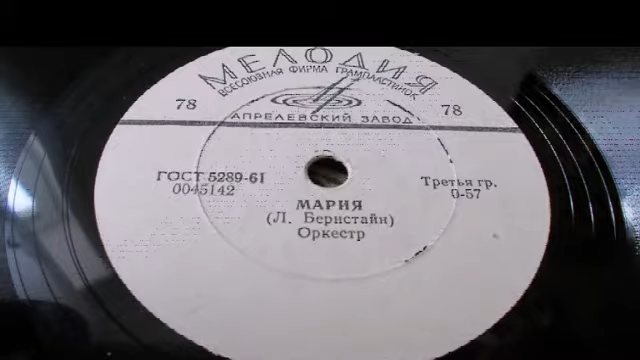 МЕЛОДИЯ
ВСЕСОЮЗНАЯ ФИРМА ГРАМПЛАСТИНОК
78 78
АПРЕЛЕВСКИЙ ЗАВОД
ГОСТ 5289-61 Третья гр.
0045142 0-57
МАРИЯ
(Л. Бернстайн)
Оркестр